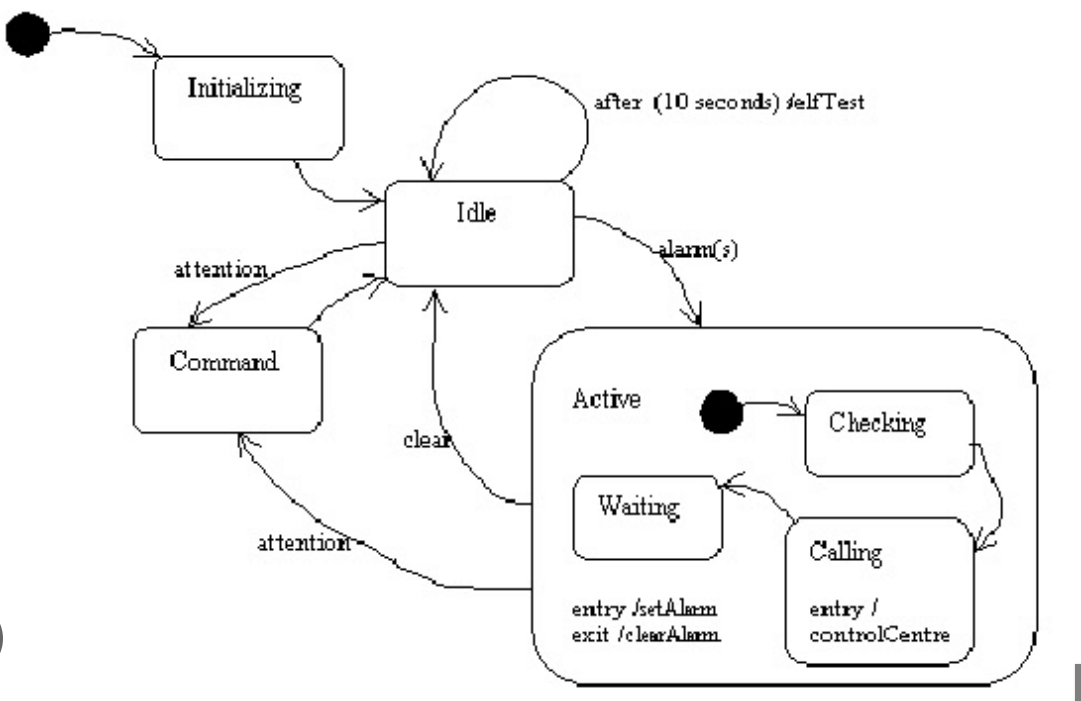 Initializing
after (10 seconds) /selfTest
Idle
alarm(s)
attention
Command
Active
Checking
clear
Waiting
attention
Calling
entry /setAlarm
exit /clearAlarm
entry /
controlCentre